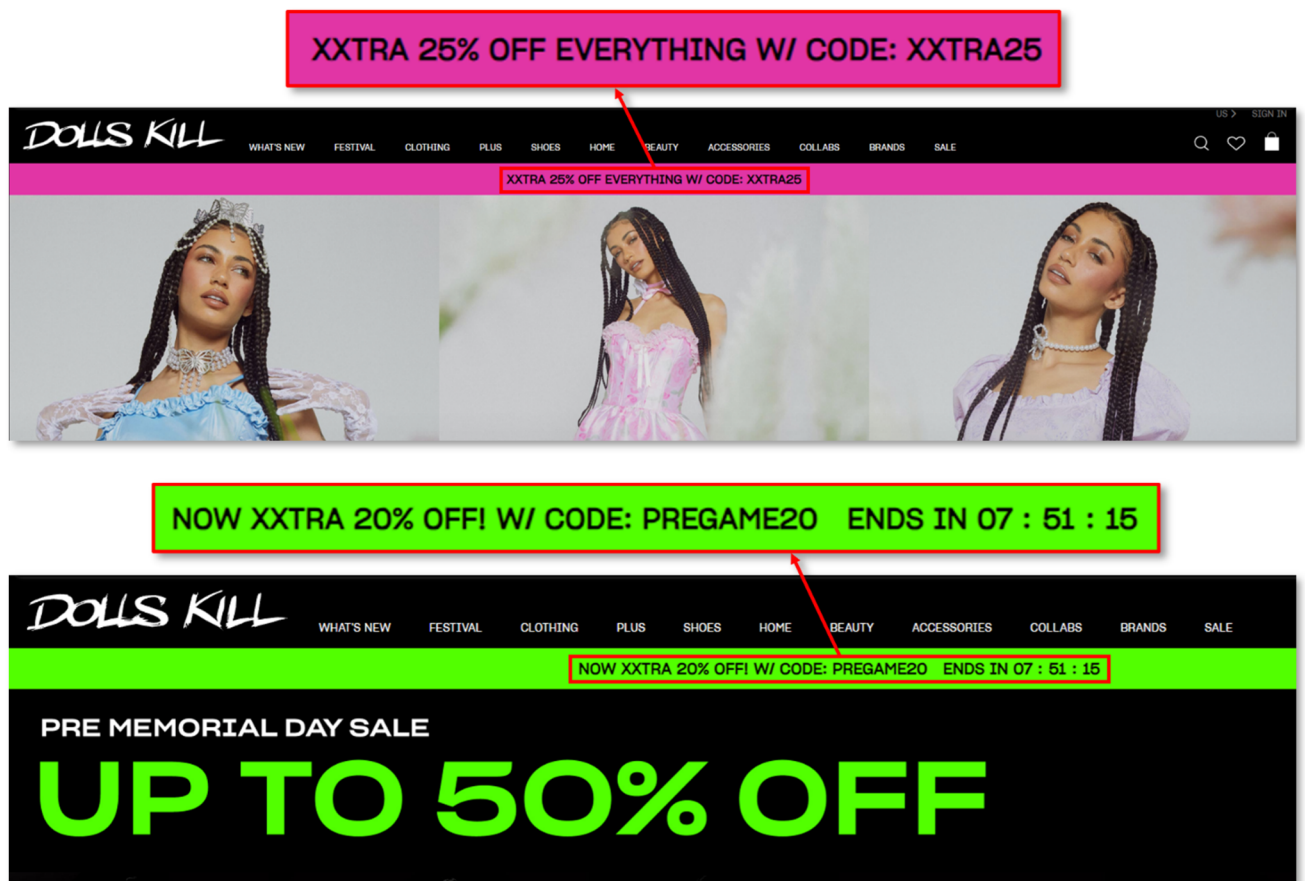 XXTRA 25% OFF EVERYTHING W/ CODE: XXTRA25
US > SIGN IN
DOLLS KILL
WHAT'S NEW FESTIVAL CLOTHING PLUS SHOES HOME BEAUTY ACCESSORIES COLLABS BRANDS SALE
XXTRA 25% OFF EVERYTHING W/ CODE: XXTRA25
NOW XXTRA 20% OFF! W/ CODE: PREGAME20 ENDS IN 07 : 51 : 15
DOLLS KILL
WHAT'S NEW FESTIVAL CLOTHING PLUS SHOES HOME BEAUTY ACCESSORIES COLLABS BRANDS SALE
NOW XXTRA 20% OFF! W/ CODE: PREGAME20 ENDS IN 07 : 51 : 15
PRE MEMORIAL DAY SALE
UP TO 50% OFF